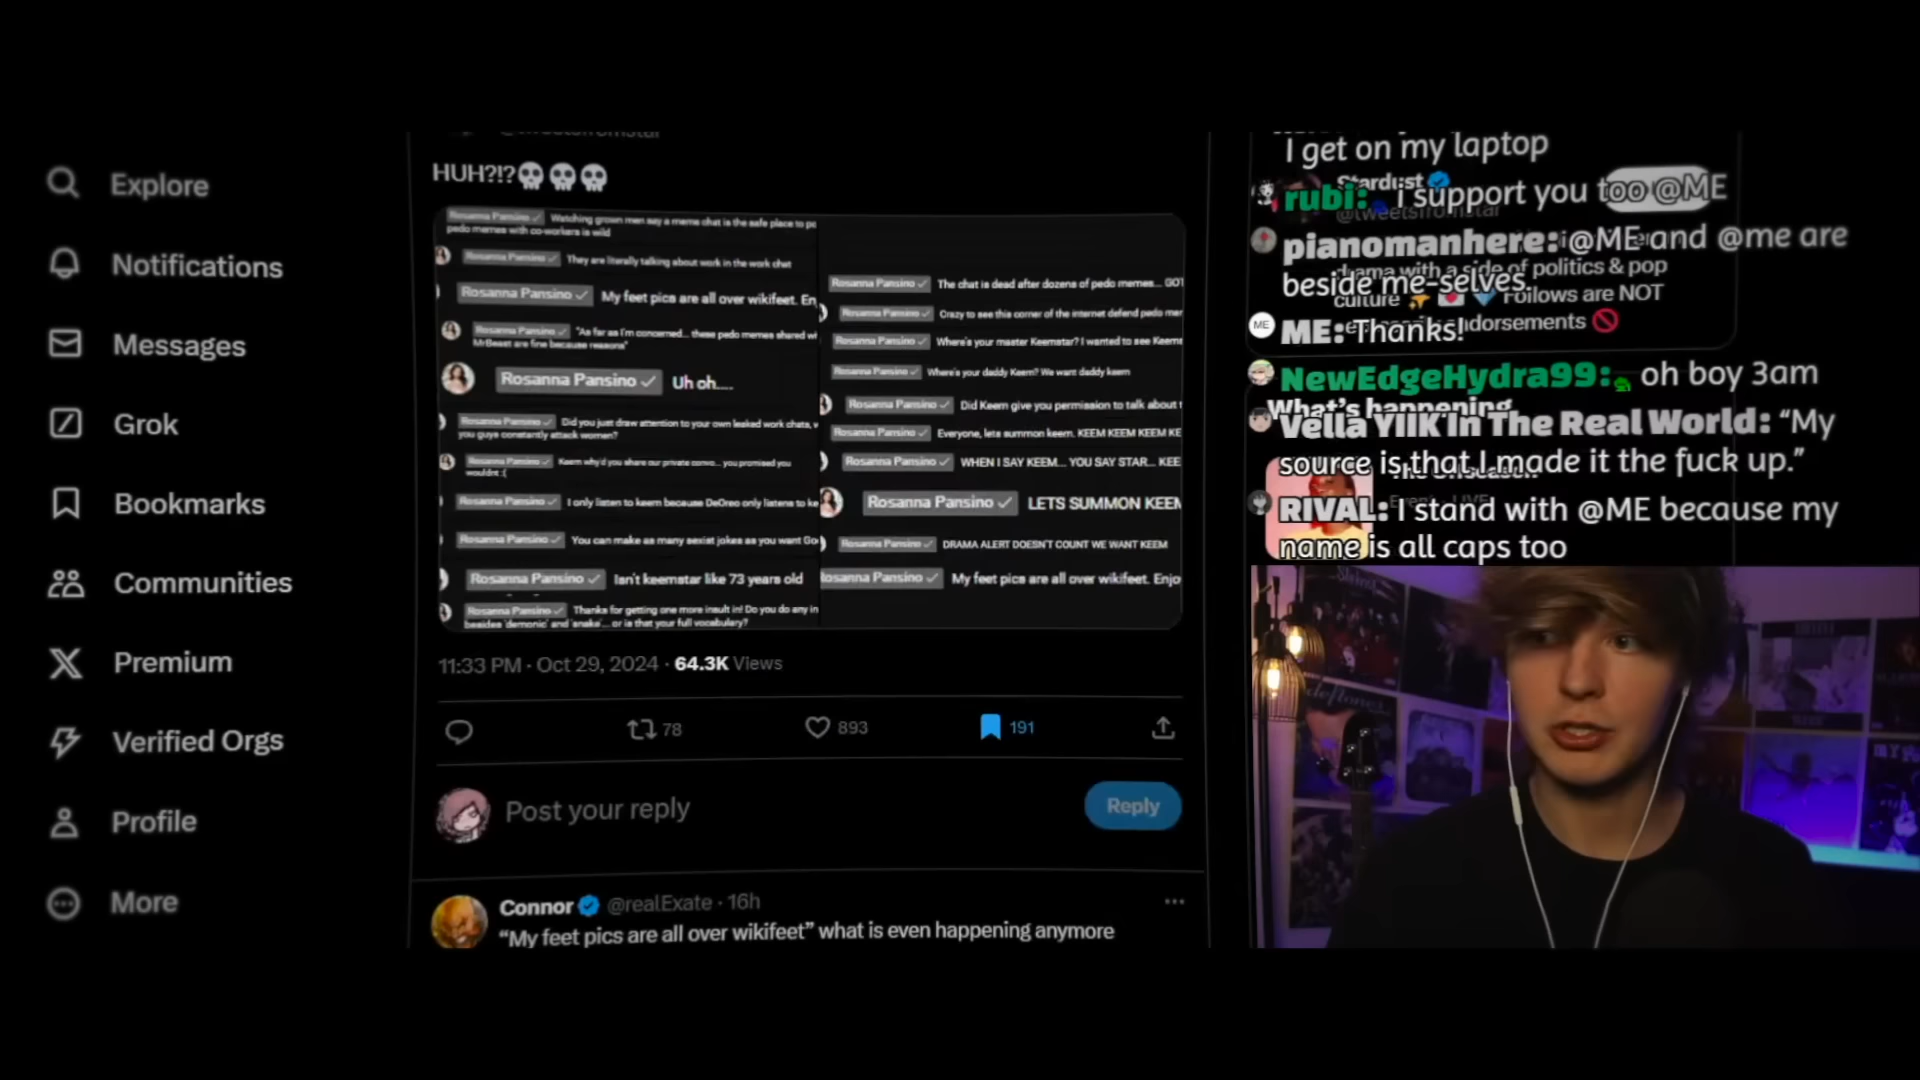 Explore
Notifications
Messages
Grok
Bookmarks
Communities
Premium
Verified Orgs
Profile
More
HUH?!?💀💀💀
Rosanna Pansino ✓ Watching grown men say a meme chat is the safe place to
pedo memes with co-workers is wild
Rosanna Pansino ✓ They are literally talking about work in the work chat
Rosanna Pansino ✓ My feet pics are all over wikifeet. En
Rosanna Pansino ✓ "As far as I'm concerned... these pedo memes shared
MrBeast are fine because reasons"
Rosanna Pansino ✓ Uh oh....
Rosanna Pansino ✓ Did you just draw attention to your own leaked work chats,
you guys constantly attack women?
Rosanna Pansino ✓ Keem why'd you share our private convo... you promised you
wouldnt :(
Rosanna Pansino ✓ I only listen to keem because DeOreo only listens to ke
Rosanna Pansino ✓ You can make as many sexist jokes as you want Go
Rosanna Pansino ✓ Isn't keemstar like 73 years old
Rosanna Pansino ✓ Thanks for getting one more insult in! Do you do any in
besides 'demonic' and 'snake'... or is that your full vocabulary?
Rosanna Pansino ✓ The chat is dead after dozens of pedo memes... GOT
Rosanna Pansino ✓ Crazy to see this corner of the internet defend pedo mer
Rosanna Pansino ✓ Where's your master Keemstar? I wanted to see Keems
Rosanna Pansino ✓ Where's your daddy Keem? We want daddy keem
Rosanna Pansino ✓ Did Keem give you permission to talk about t
Rosanna Pansino ✓ Everyone, lets summon keem. KEEM KEEM KEEM KE
Rosanna Pansino ✓ WHEN I SAY KEEM... YOU SAY STAR... KEE
Rosanna Pansino ✓ LETS SUMMON KEEM
Rosanna Pansino ✓ DRAMA ALERT DOESN'T COUNT WE WANT KEEM
Rosanna Pansino ✓ My feet pics are all over wikifeet. Enjo
11:33 PM · Oct 29, 2024 · 64.3K Views
78
893
191
Post your reply
Reply
Connor @realExate · 16h
"My feet pics are all over wikifeet" what is even happening anymore
I get on my laptop
Stardust
rubi: i support you too @ME
@tweetsfromstar
pianomanhere: @ME and @me are
drama with a side of politics & pop
beside me-selves.
culture ✨ Follows are NOT
ME
ME: Thanks!
endorsements 🚫
NewEdgeHydra99: oh boy 3am
What's happening
Vella YIIK In The Real World: “My
source is that I made it the fuck up.”
RIVAL: I stand with @ME because my
name is all caps too
deftones